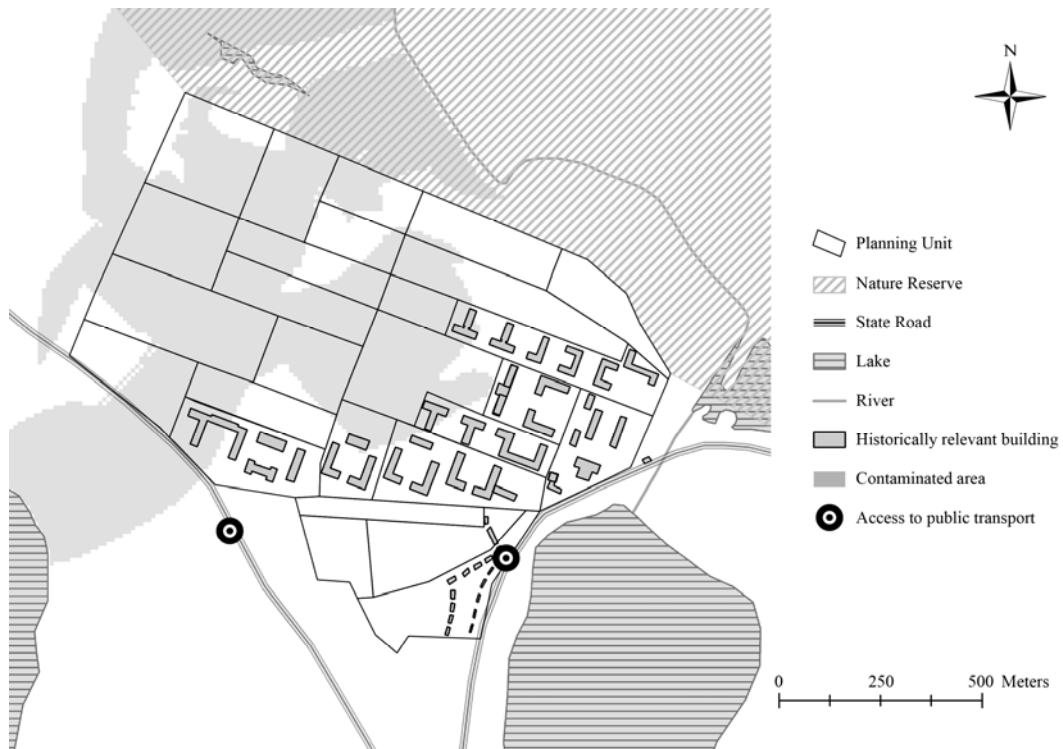 N
Planning Unit
Nature Reserve
State Road
Lake
River
Historically relevant building
Contaminated area
Access to public transport
0 250 500 Meters